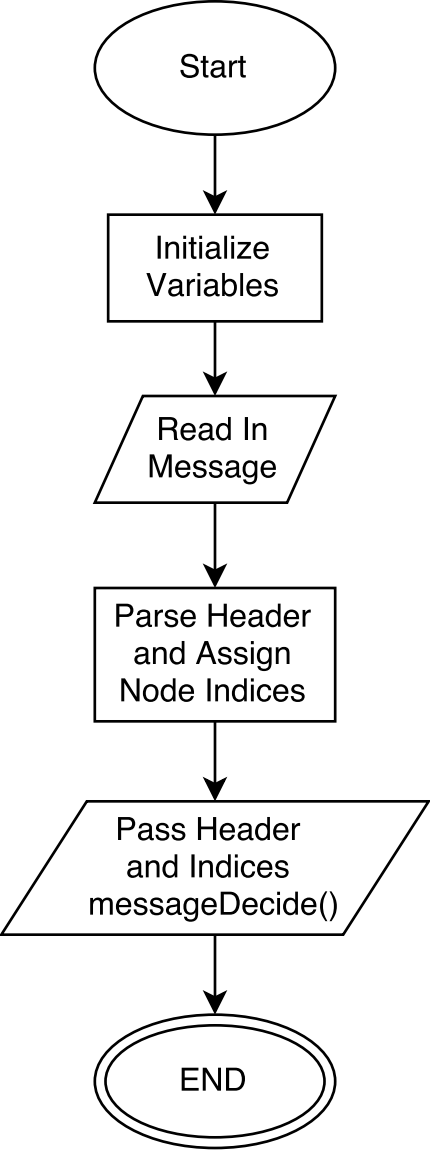 Start
Initialize
Variables
Read In
Message
Parse Header
and Assign
Node Indices
Pass Header
and Indices
messageDecide()
END